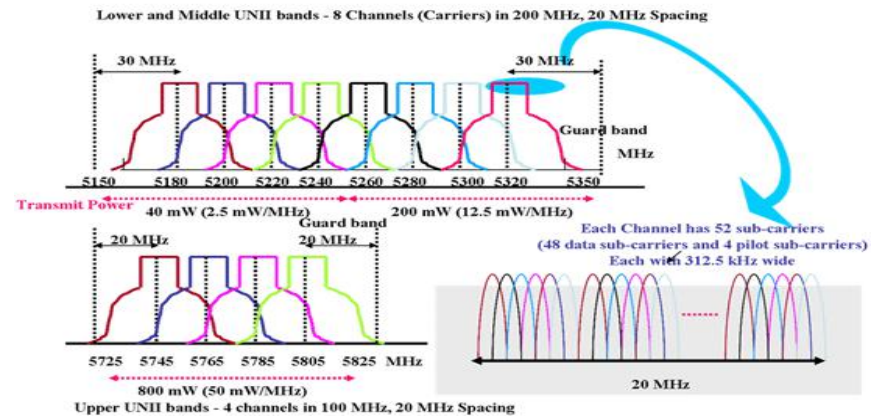 Lower and Middle UNII bands - 8 Channels (Carriers) in 200 MHz, 20 MHz Spacing
30 MHz 30 MHz
Guard band
MHz
5150 5180 5200 5220 5240 5260 5280 5300 5320 5350
Transmit Power
40 mW (2.5 mW/MHz) 200 mW (12.5 mW/MHz)
Guard band
20 MHz 20 MHz
5725 5745 5765 5785 5805 5825 MHz
800 mW (50 mW/MHz)
Upper UNII bands - 4 channels in 100 MHz, 20 MHz Spacing
Each Channel has 52 sub-carriers
(48 data sub-carriers and 4 pilot sub-carriers)
Each with 312.5 kHz wide
20 MHz